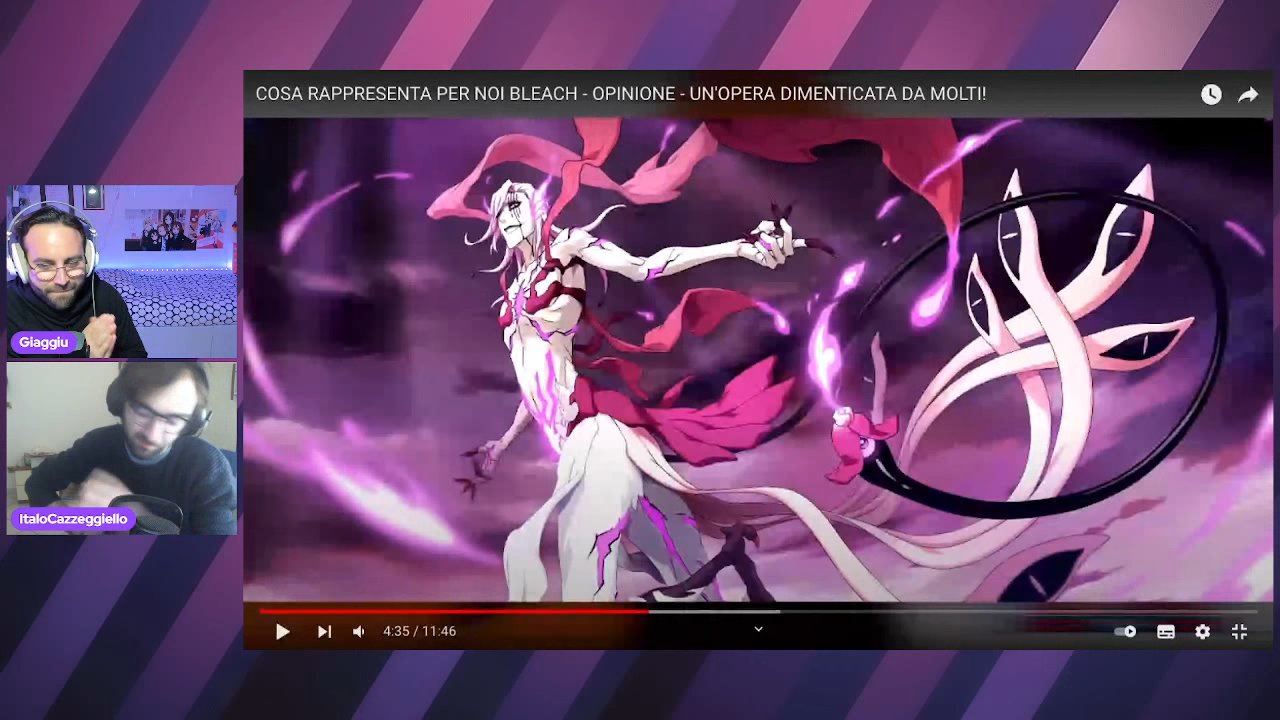 COSA RAPPRESENTA PER NOI BLEACH - OPINIONE - UN'OPERA DIMENTICATA DA MOLTI!
Giaggiu
ItaloCazzeggiello
4:35 / 11:46